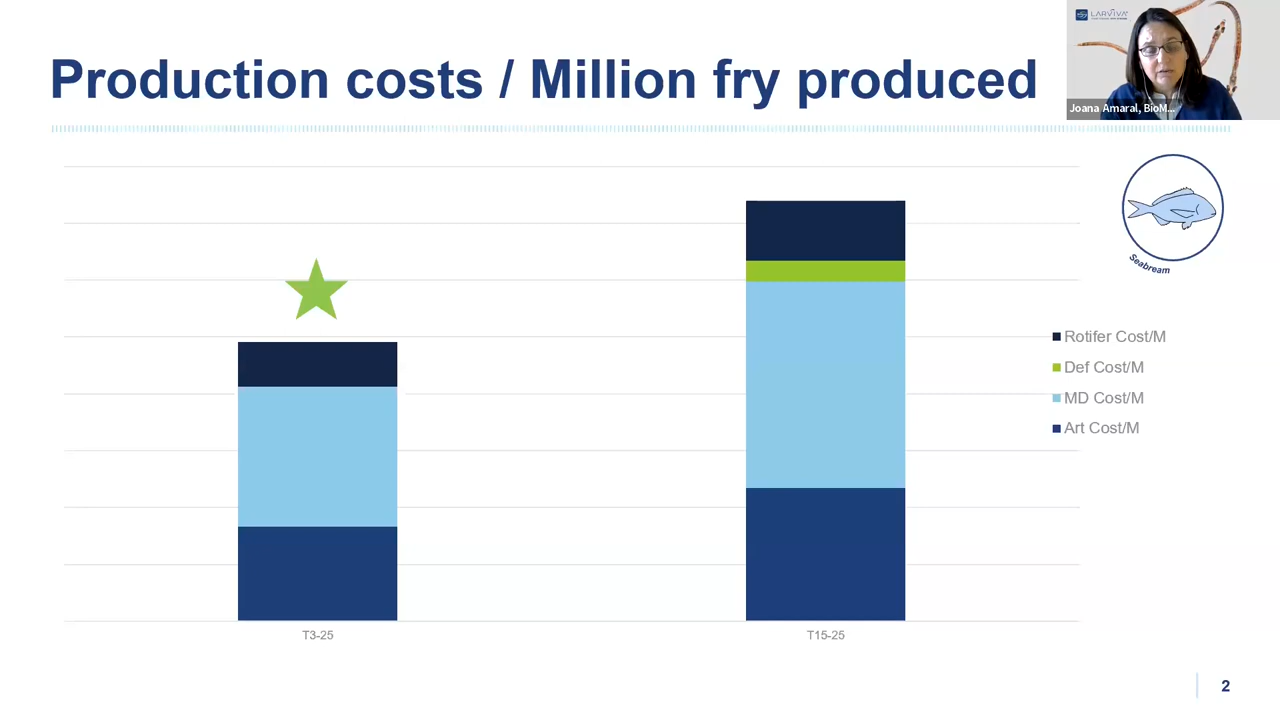 Production costs / Million fry produced
LARVIVA
Joana Amaral, BioM...
Seabream
Rotifer Cost/M
Def Cost/M
MD Cost/M
Art Cost/M
T3-25
T15-25
2